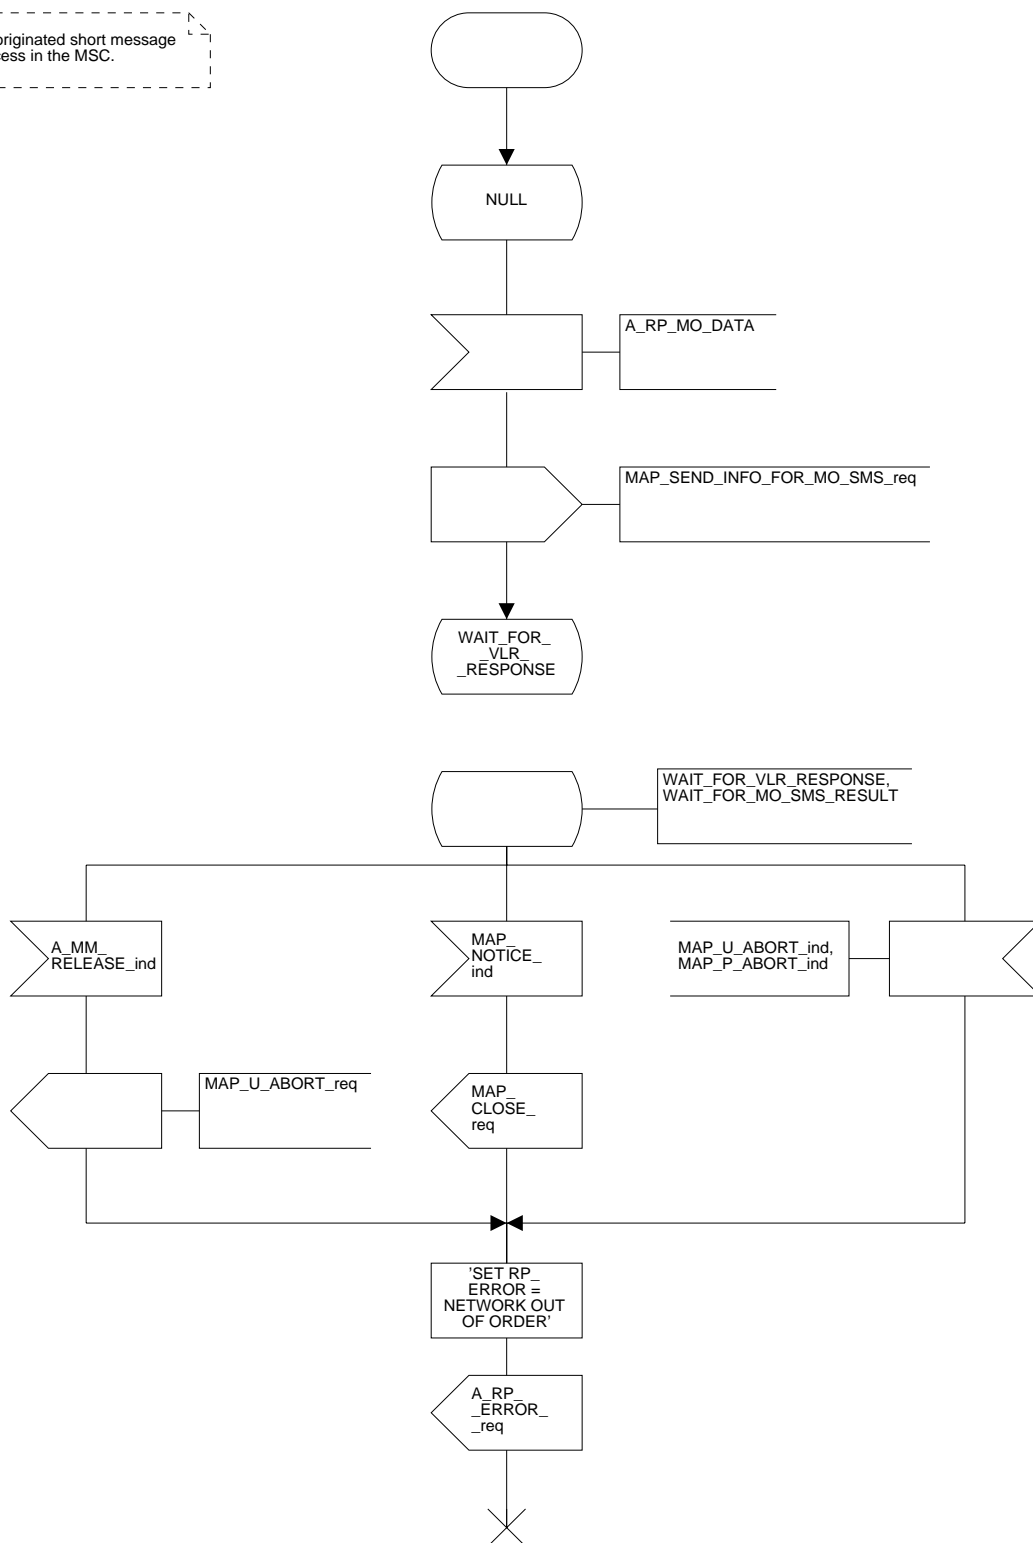 originated short message
in the MSC.
NULL
A_RP_MO_DATA
MAP_SEND_INFO_FOR_MO_SMS_req
WAIT_FOR_
_VLR_
_RESPONSE
WAIT_FOR_VLR_RESPONSE,
WAIT_FOR_MO_SMS_RESULT
A_MM_
RELEASE_ind
MAP_
NOTICE_
ind
MAP_U_ABORT_ind,
MAP_P_ABORT_ind
MAP_U_ABORT_req
MAP_
CLOSE_
req
'SET RP_
ERROR =
NETWORK OUT
OF ORDER'
A_RP_
_ERROR_
_req